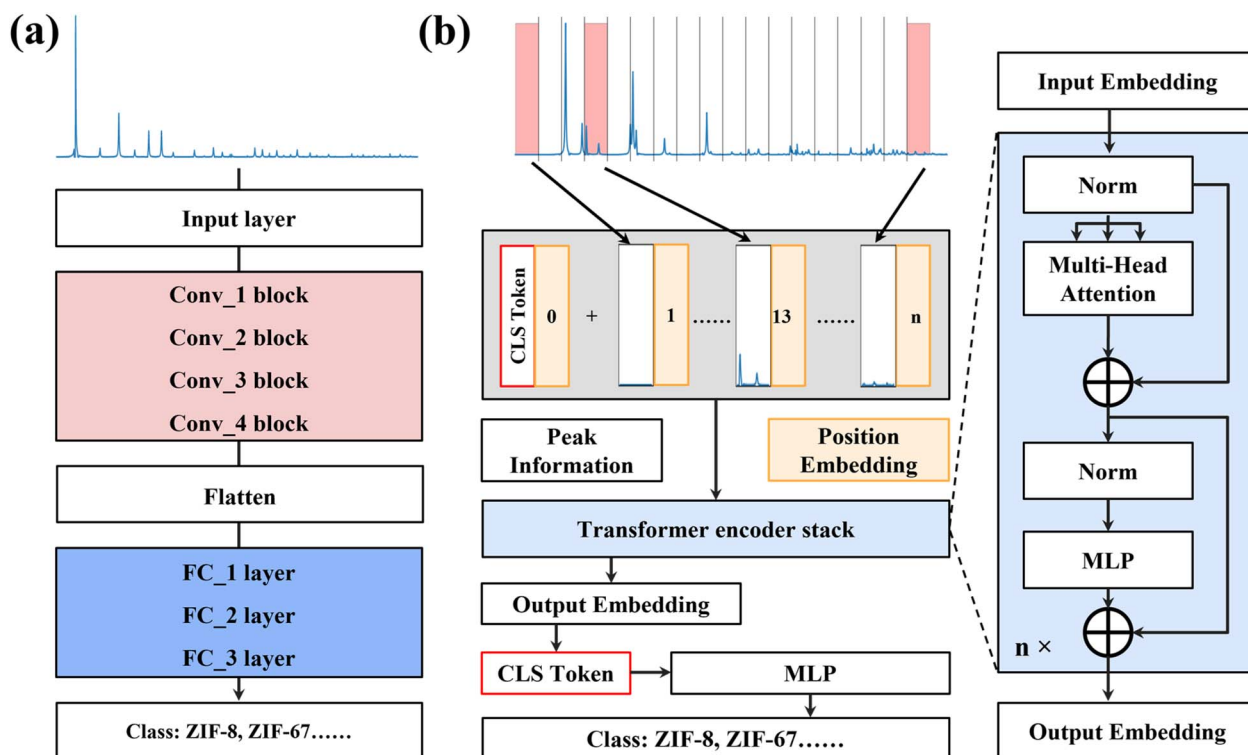 (a)
Input layer
Conv_1 block
Conv_2 block
Conv_3 block
Conv_4 block
Flatten
FC_1 layer
FC_2 layer
FC_3 layer
Class: ZIF-8, ZIF-67......
(b)
CLS Token
0
+
1
......
13
......
n
Peak
Information
Position
Embedding
Transformer encoder stack
Output Embedding
CLS Token
MLP
Class: ZIF-8, ZIF-67......
Input Embedding
Norm
Multi-Head
Attention
Norm
MLP
n ×
Output Embedding